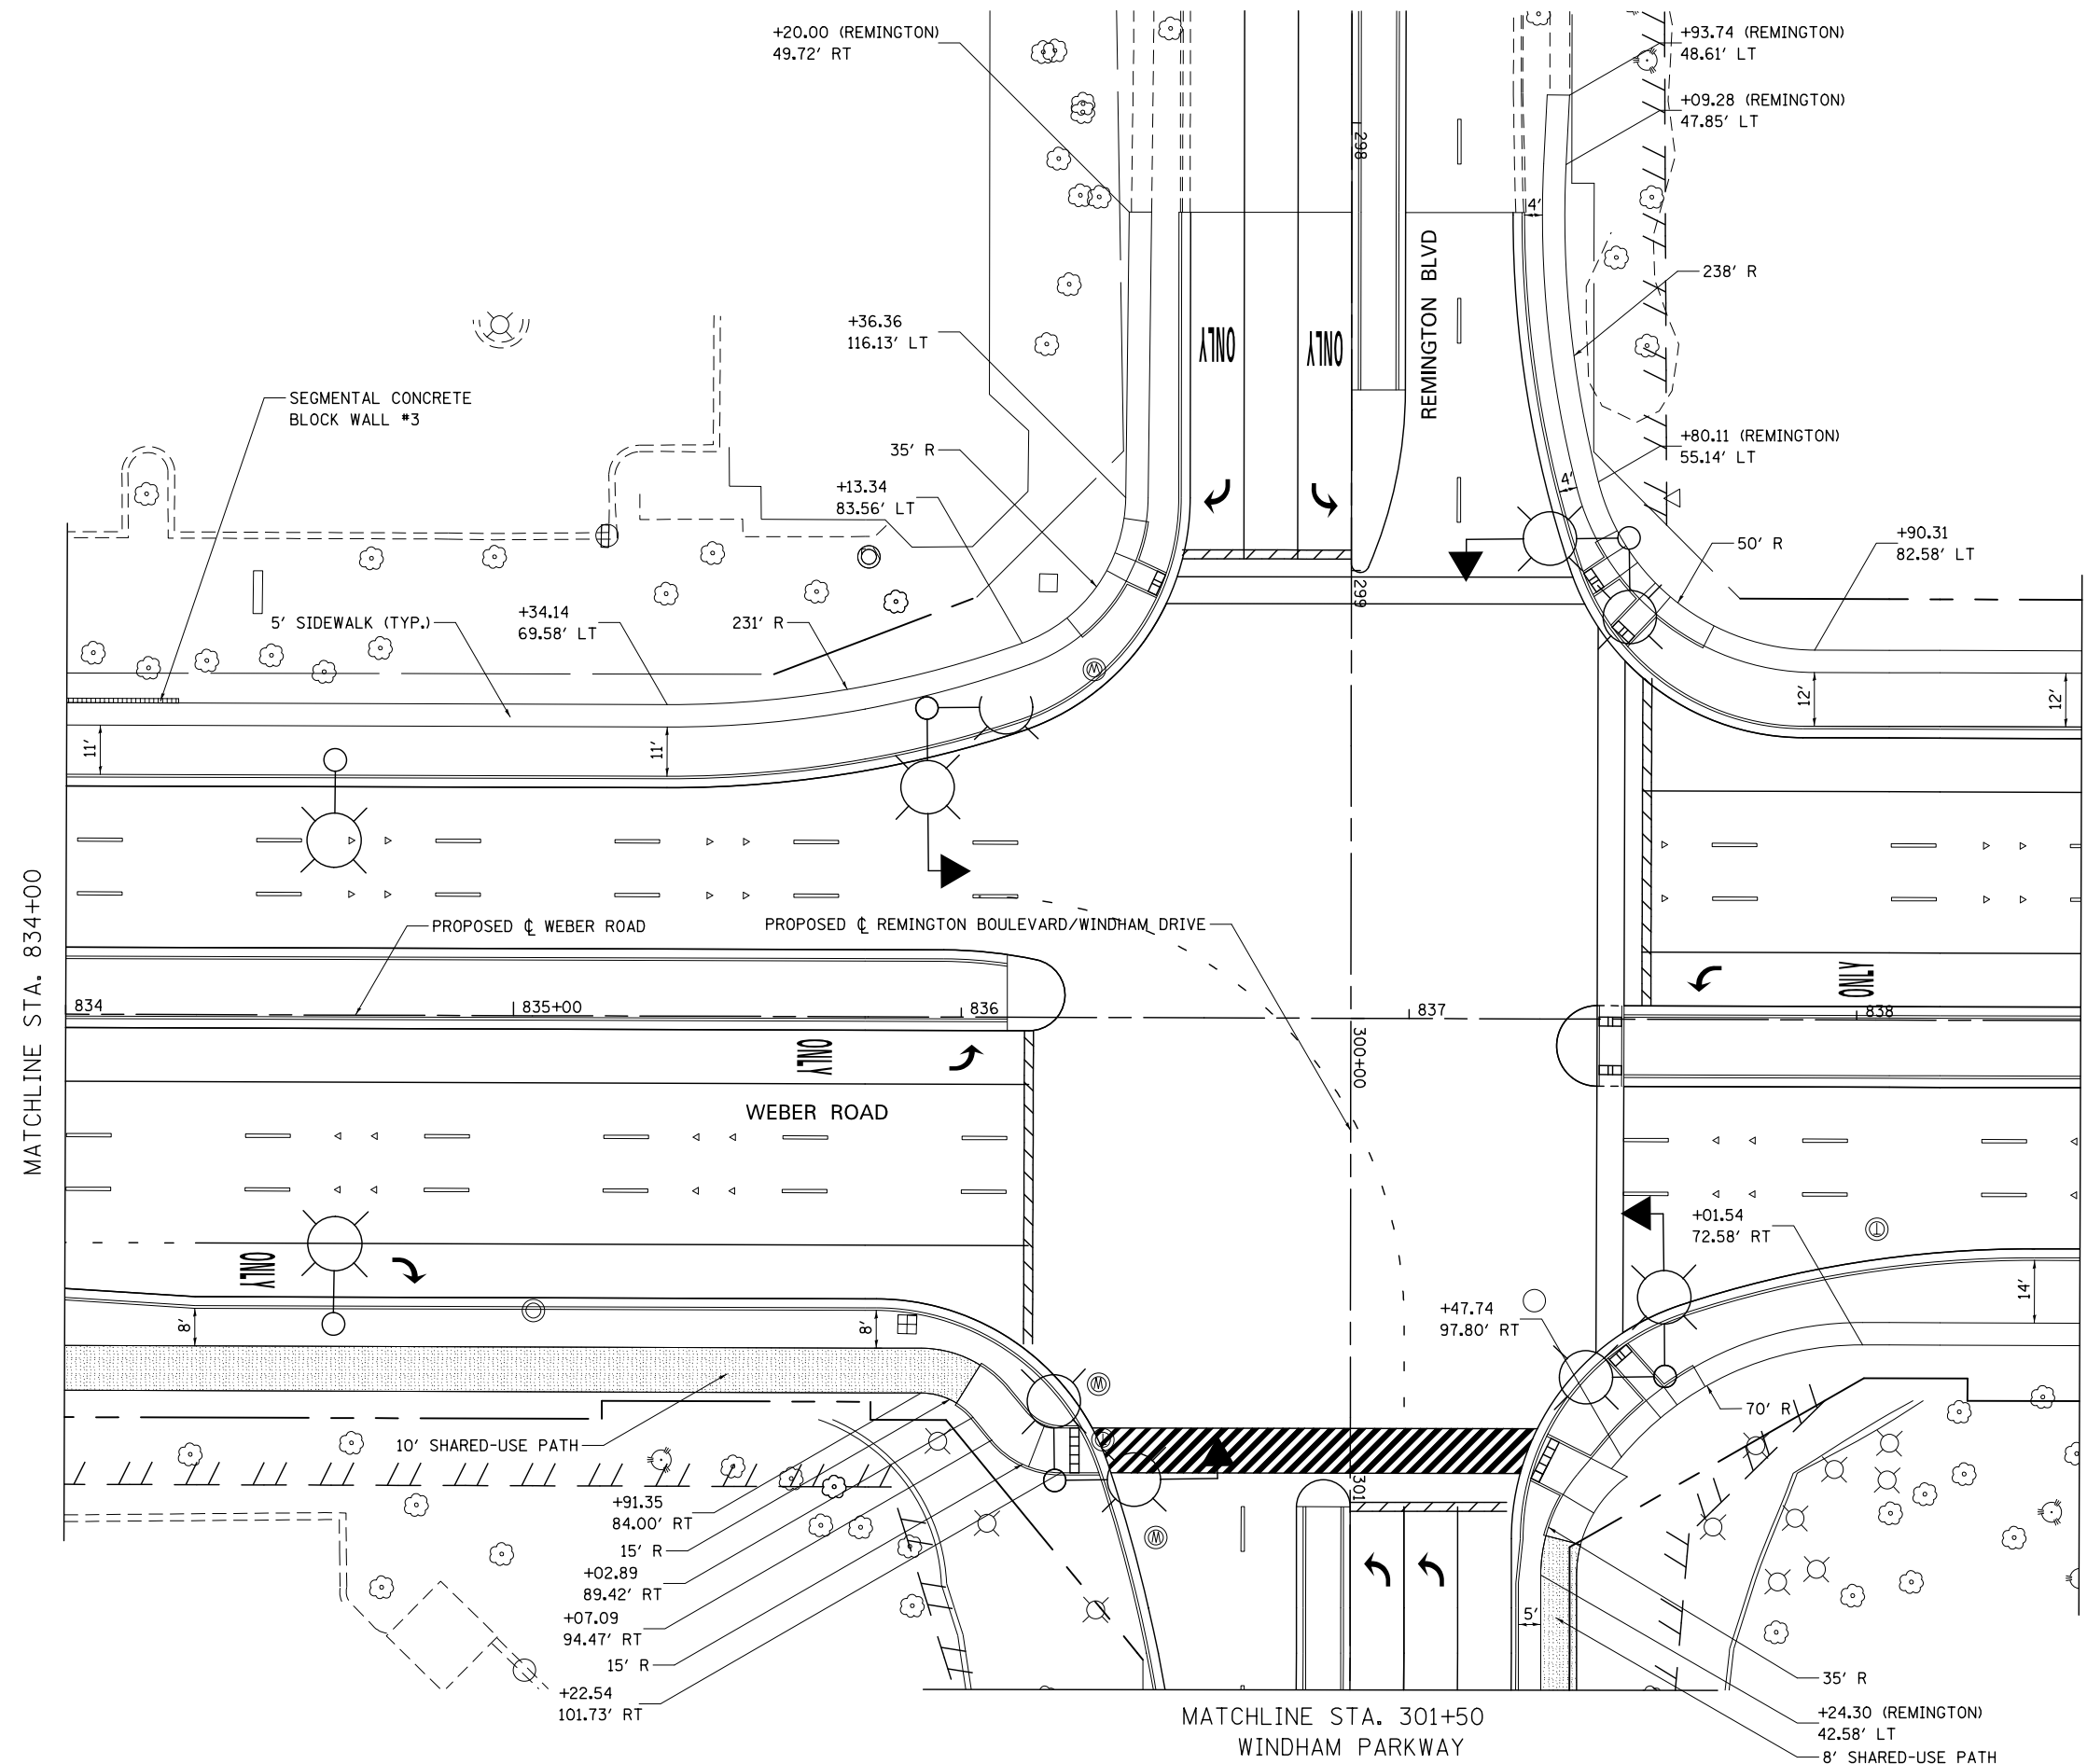 +20.00 (REMINGTON)
49.72' RT
+93.74 (REMINGTON)
48.61' LT
+09.28 (REMINGTON)
47.85' LT
298
4'
REMINGTON BLVD
238' R
+36.36
116.13' LT
ONLY
ONLY
SEGMENTAL CONCRETE
BLOCK WALL #3
35' R
+80.11 (REMINGTON)
55.14' LT
4'
+13.34
83.56' LT
50' R
+90.31
82.58' LT
299
5' SIDEWALK (TYP.)
+34.14
69.58' LT
231' R
W
11'
11'
12'
12'
MATCHLINE STA. 834+00
PROPOSED ℄ WEBER ROAD
PROPOSED ℄ REMINGTON BOULEVARD/WINDHAM DRIVE
ONLY
834
835+00
836
837
838
300+00
ONLY
WEBER ROAD
ONLY
+01.54
72.58' RT
T
14'
8'
8'
+47.74
97.80' RT
W
70' R
10' SHARED-USE PATH
301
+91.35
84.00' RT
15' R
W
+02.89
89.42' RT
+07.09
94.47' RT
5'
15' R
35' R
+22.54
101.73' RT
+24.30 (REMINGTON)
42.58' LT
8' SHARED-USE PATH
MATCHLINE STA. 301+50
WINDHAM PARKWAY